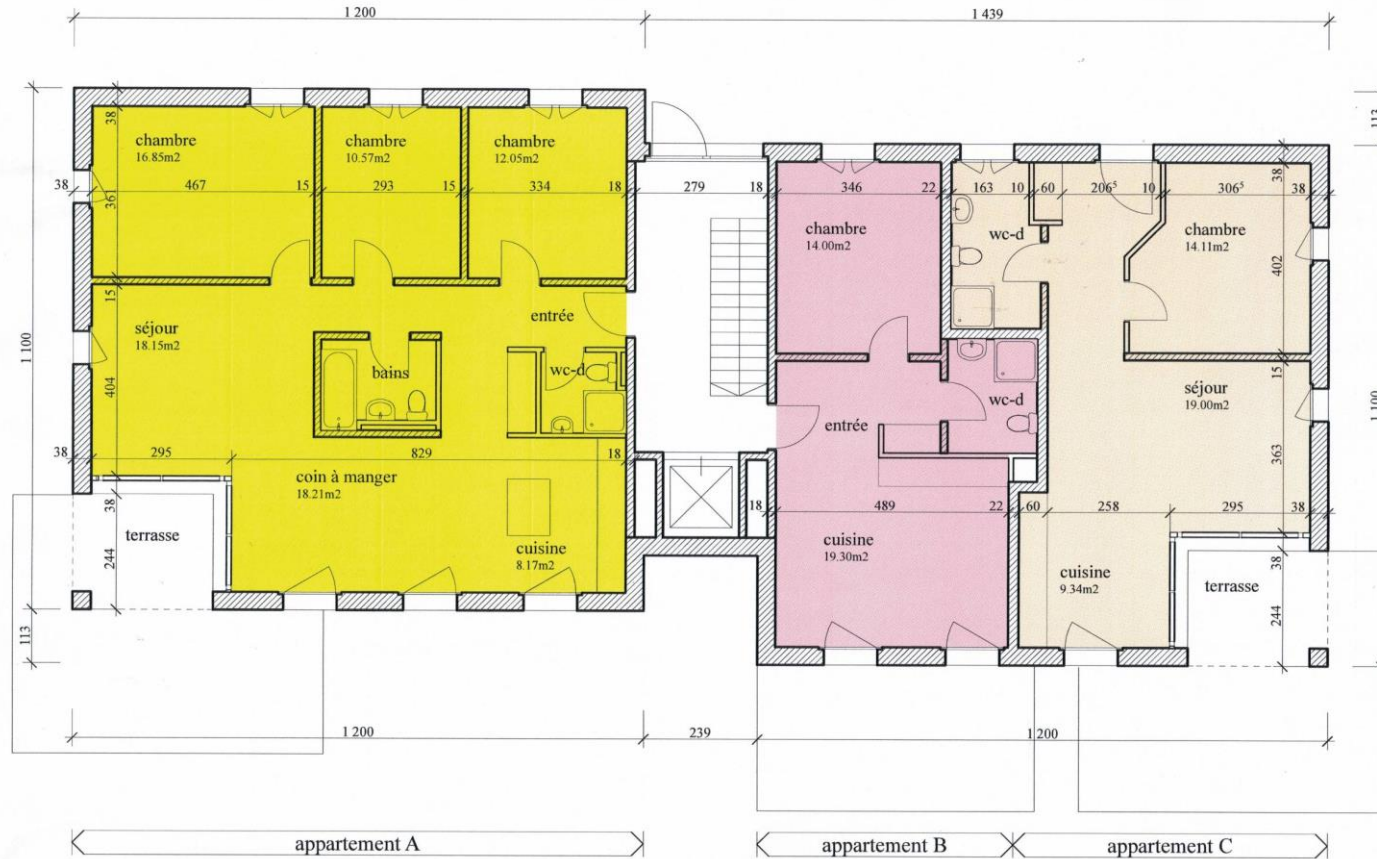 1 200
1 439
38
113
38
113
chambre
16.85m2
chambre
10.57m2
chambre
12.05m2
38
467
15
293
15
334
18
279
18
346
22
163
10
60
206⁵
10
306⁵
38
361
chambre
14.00m2
wc-d
chambre
14.11m2
402
15
séjour
18.15m2
entrée
1 100
404
bains
wc-d
entrée
wc-d
séjour
19.00m2
15
1 100
363
38
295
829
18
coin à manger
18.21m2
38
244
terrasse
cuisine
8.17m2
18
489
22
60
258
295
38
cuisine
19.30m2
cuisine
9.34m2
terrasse
38
244
113
1 200
239
1 200
appartement A
appartement B
appartement C